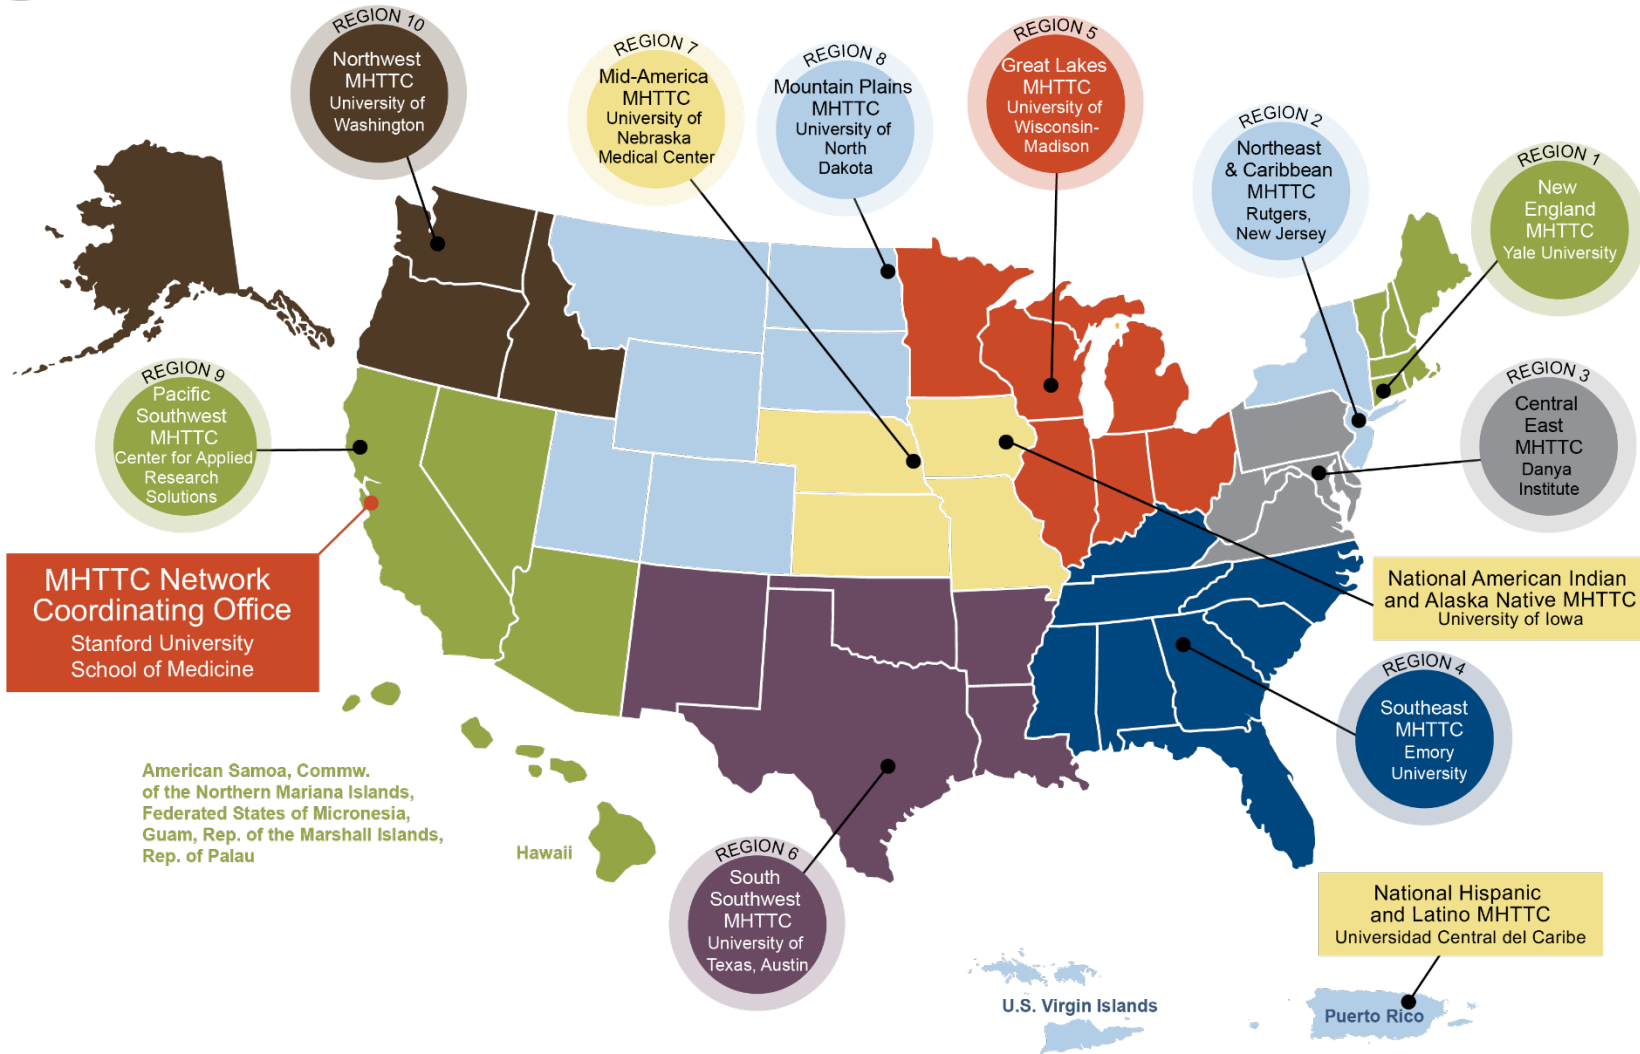 REGION 10
Northwest
MHTTC
University of
Washington
REGION 7
Mid-America
MHTTC
University of
Nebraska
Medical Center
REGION 8
Mountain Plains
MHTTC
University of
North
Dakota
REGION 5
Great Lakes
MHTTC
University of
Wisconsin-
Madison
REGION 2
Northeast
& Caribbean
MHTTC
Rutgers,
New Jersey
REGION 1
New
England
MHTTC
Yale University
REGION 9
Pacific
Southwest
MHTTC
Center for Applied
Research
Solutions
REGION 3
Central
East
MHTTC
Danya
Institute
MHTTC Network
Coordinating Office
Stanford University
School of Medicine
National American Indian
and Alaska Native MHTTC
University of Iowa
REGION 4
Southeast
MHTTC
Emory
University
American Samoa, Commw.
of the Northern Mariana Islands,
Federated States of Micronesia,
Guam, Rep. of the Marshall Islands,
Rep. of Palau
Hawaii
REGION 6
South
Southwest
MHTTC
University of
Texas, Austin
National Hispanic
and Latino MHTTC
Universidad Central del Caribe
U.S. Virgin Islands
Puerto Rico